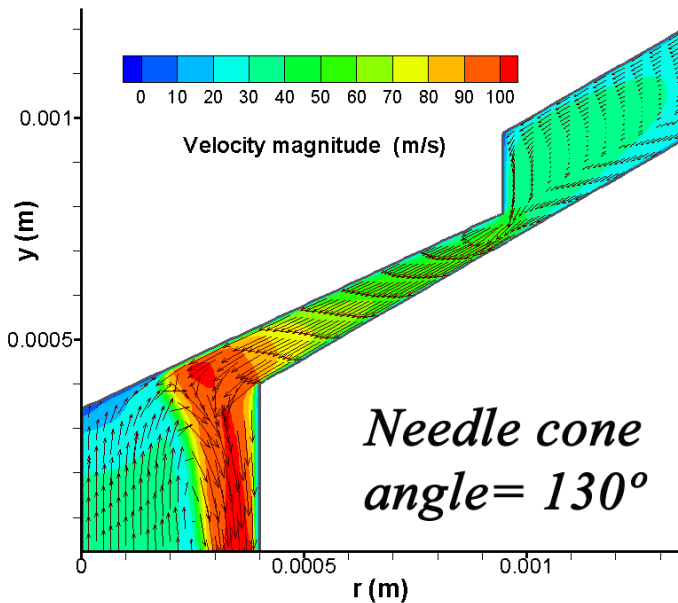 0 10 20 30 40 50 60 70 80 90 100
Velocity magnitude (m/s)
0.001
y (m)
0.0005
Needle cone
angle= 130º
0 0.0005 0.001
r (m)